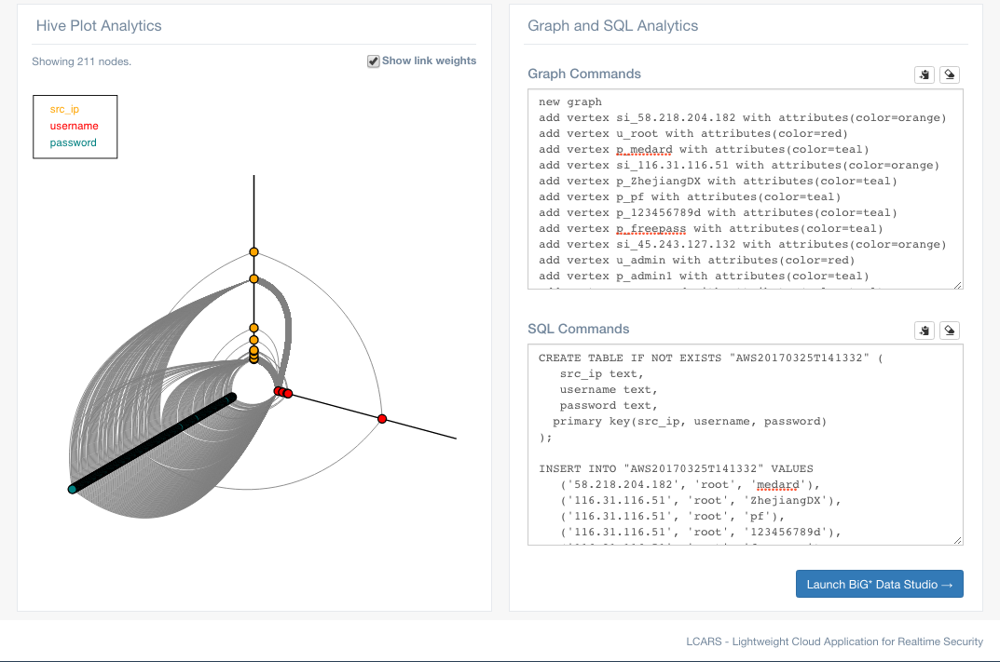 Hive Plot Analytics
Showing 211 nodes.
Show link weights
src_ip
username
password
Graph and SQL Analytics
Graph Commands
new graph
add vertex si_58.218.204.182 with attributes(color=orange)
add vertex u_root with attributes(color=red)
add vertex p_medard with attributes(color=teal)
add vertex si_116.31.116.51 with attributes(color=orange)
add vertex p_ZhejiangDX with attributes(color=teal)
add vertex p_pf with attributes(color=teal)
add vertex p_123456789d with attributes(color=teal)
add vertex p_freepass with attributes(color=teal)
add vertex si_45.243.127.132 with attributes(color=orange)
add vertex u_admin with attributes(color=red)
add vertex p_admin1 with attributes(color=teal)
SQL Commands
CREATE TABLE IF NOT EXISTS "AWS20170325T141332" (
src_ip text,
username text,
password text,
primary key(src_ip, username, password)
);
INSERT INTO "AWS20170325T141332" VALUES
('58.218.204.182', 'root', 'medard'),
('116.31.116.51', 'root', 'ZhejiangDX'),
('116.31.116.51', 'root', 'pf'),
('116.31.116.51', 'root', '123456789d'),
Launch BiG* Data Studio →
LCARS - Lightweight Cloud Application for Realtime Security